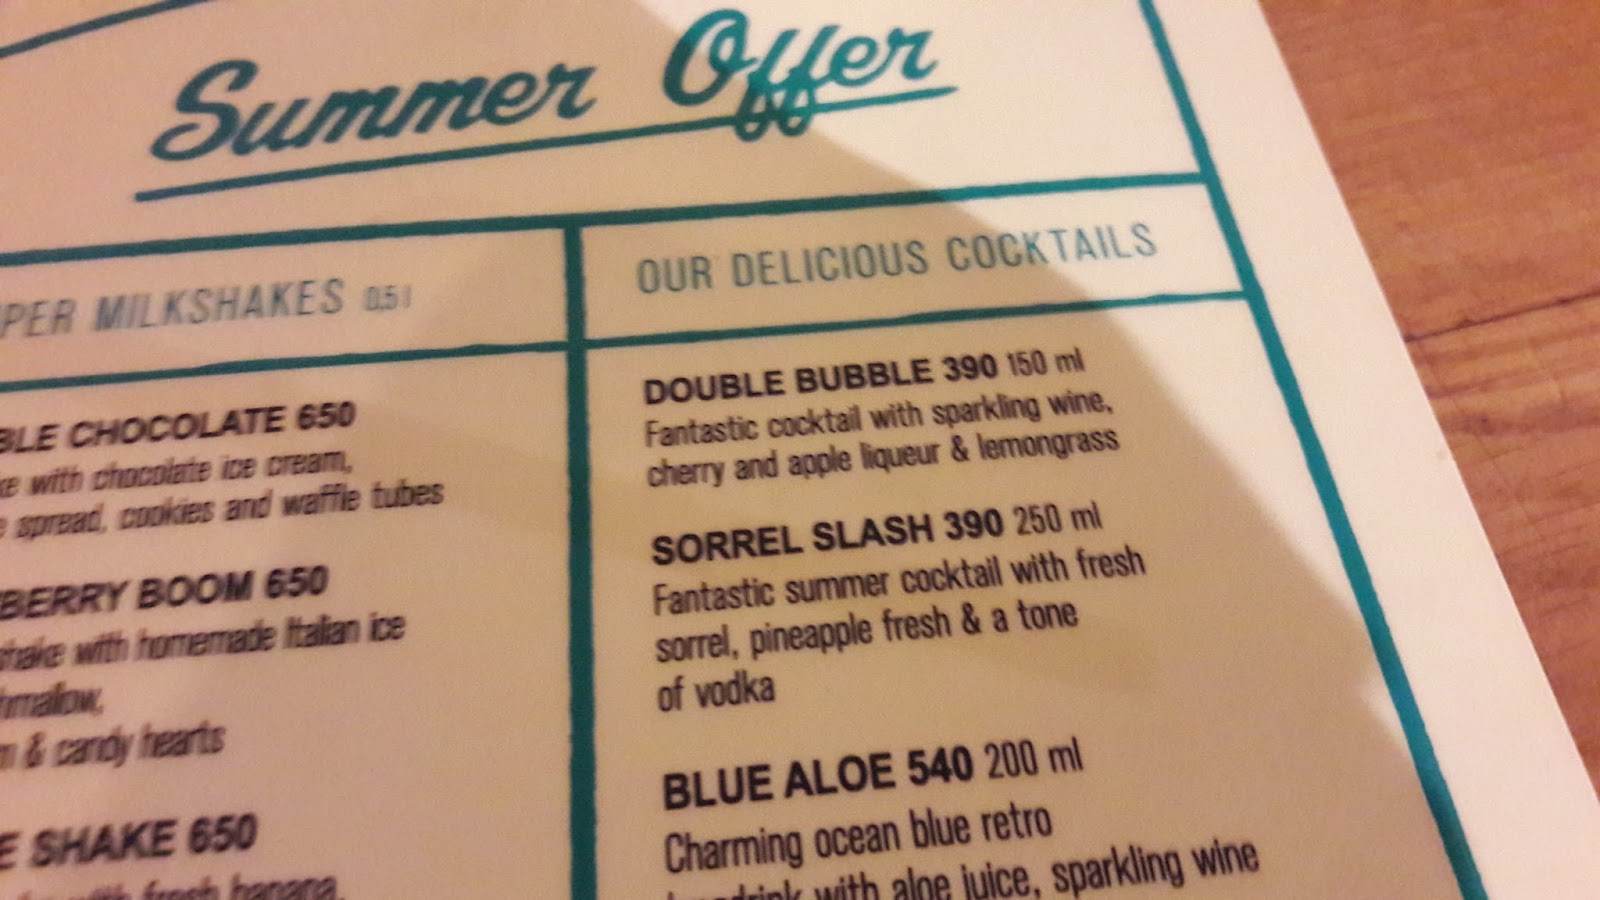 Summer Offer
MILKSHAKES 0,5 l
CHOCOLATE 650
with chocolate ice cream,
spread, cookies and waffle tubes
BOOM 650
with homemade Italian ice
& candy hearts
SHAKE 650
with fresh banana,
OUR DELICIOUS COCKTAILS
DOUBLE BUBBLE 390 150 ml
Fantastic cocktail with sparkling wine,
cherry and apple liqueur & lemongrass
SORREL SLASH 390 250 ml
Fantastic summer cocktail with fresh
sorrel, pineapple fresh & a tone
of vodka
BLUE ALOE 540 200 ml
Charming ocean blue retro
with aloe juice, sparkling wine